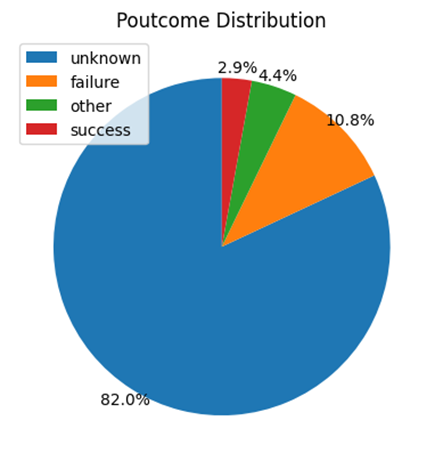 Poutcome Distribution
unknown
failure
other
success
2.9%
4.4%
10.8%
82.0%